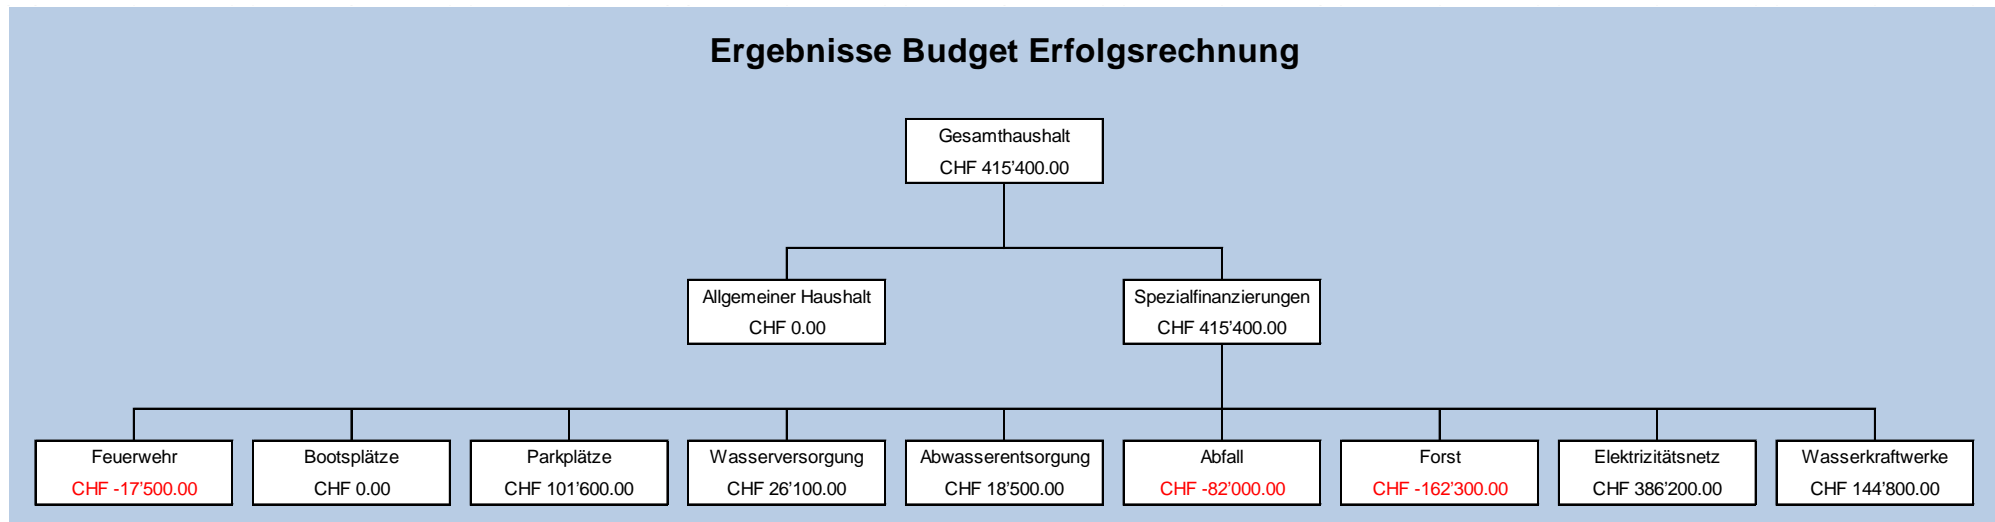 Ergebnisse Budget Erfolgsrechnung
Gesamthaushalt
CHF 415’400.00
Allgemeiner Haushalt
CHF 0.00
Spezialfinanzierungen
CHF 415’400.00
Feuerwehr
CHF -17’500.00
Bootsplätze
CHF 0.00
Parkplätze
CHF 101’600.00
Wasserversorgung
CHF 26’100.00
Abwasserentsorgung
CHF 18’500.00
Abfall
CHF -82’000.00
Forst
CHF -162’300.00
Elektrizitätsnetz
CHF 386’200.00
Wasserkraftwerke
CHF 144’800.00